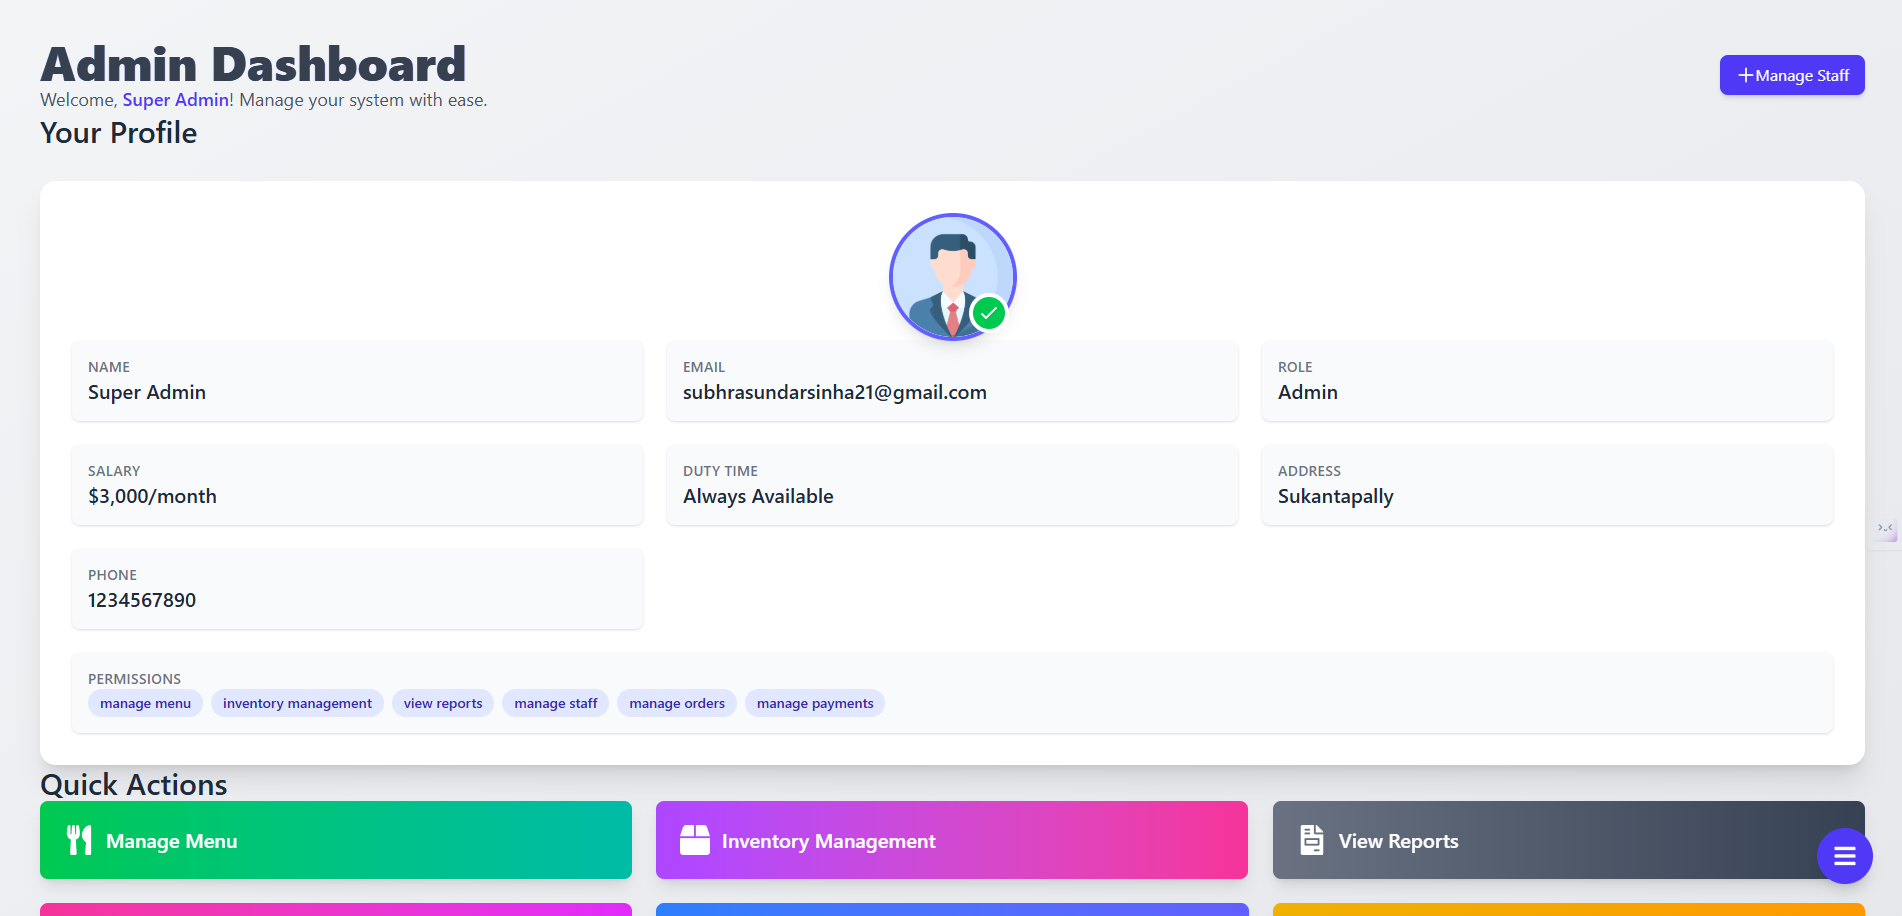 Admin Dashboard
Welcome, Super Admin! Manage your system with ease.
Manage Staff
Your Profile
NAME
Super Admin
EMAIL
subhrasundarsinha21@gmail.com
ROLE
Admin
SALARY
$3,000/month
DUTY TIME
Always Available
ADDRESS
Sukantapally
PHONE
1234567890
PERMISSIONS
manage menu inventory management view reports manage staff manage orders manage payments
Quick Actions
Manage Menu
Inventory Management
View Reports